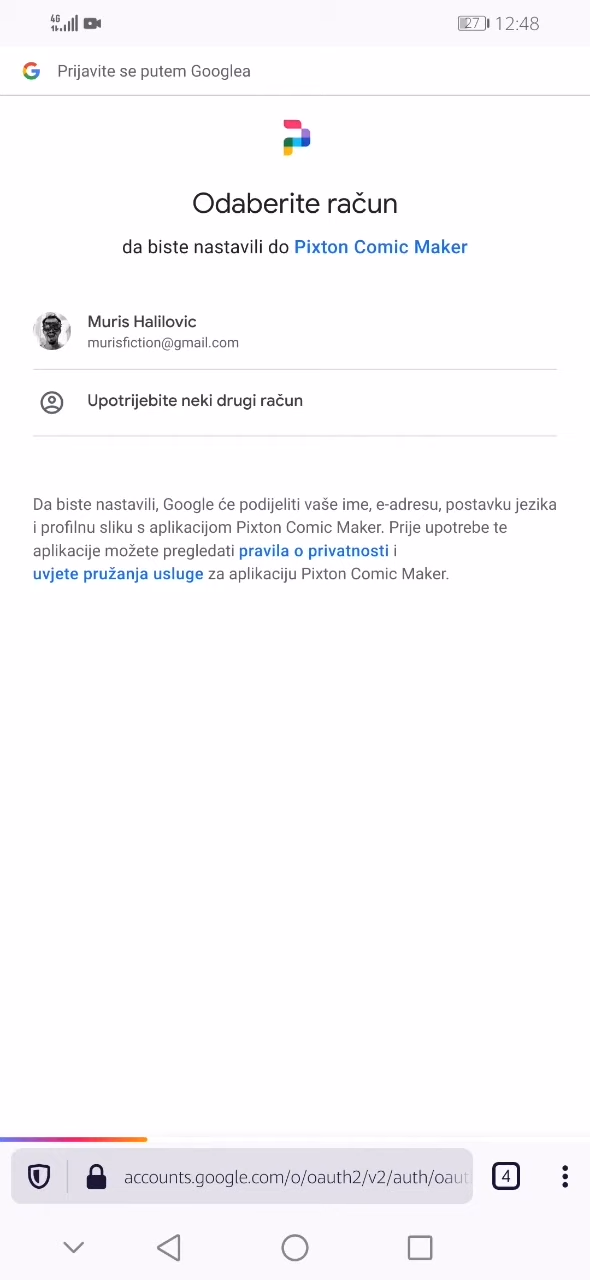 4G
27
12:48
Prijavite se putem Googlea
Odaberite račun
da biste nastavili do Pixton Comic Maker
Muris Halilovic
murisfiction@gmail.com
Upotrijebite neki drugi račun
Da biste nastavili, Google će podijeliti vaše ime, e-adresu, postavku jezika
i profilnu sliku s aplikacijom Pixton Comic Maker. Prije upotrebe te
aplikacije možete pregledati pravila o privatnosti i
uvjete pružanja usluge za aplikaciju Pixton Comic Maker.
accounts.google.com/o/oauth2/v2/auth/oaut
4